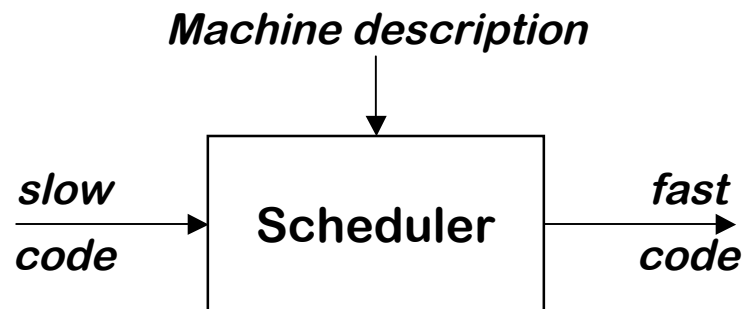 Machine description
slow
code
Scheduler
fast
code